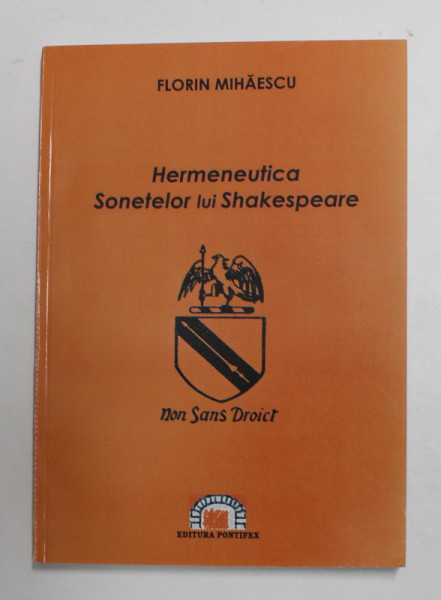 FLORIN MIHĂESCU
Hermeneutica
Sonetelor lui Shakespeare
Non Sans Droict
EDITURA PONTIFEX